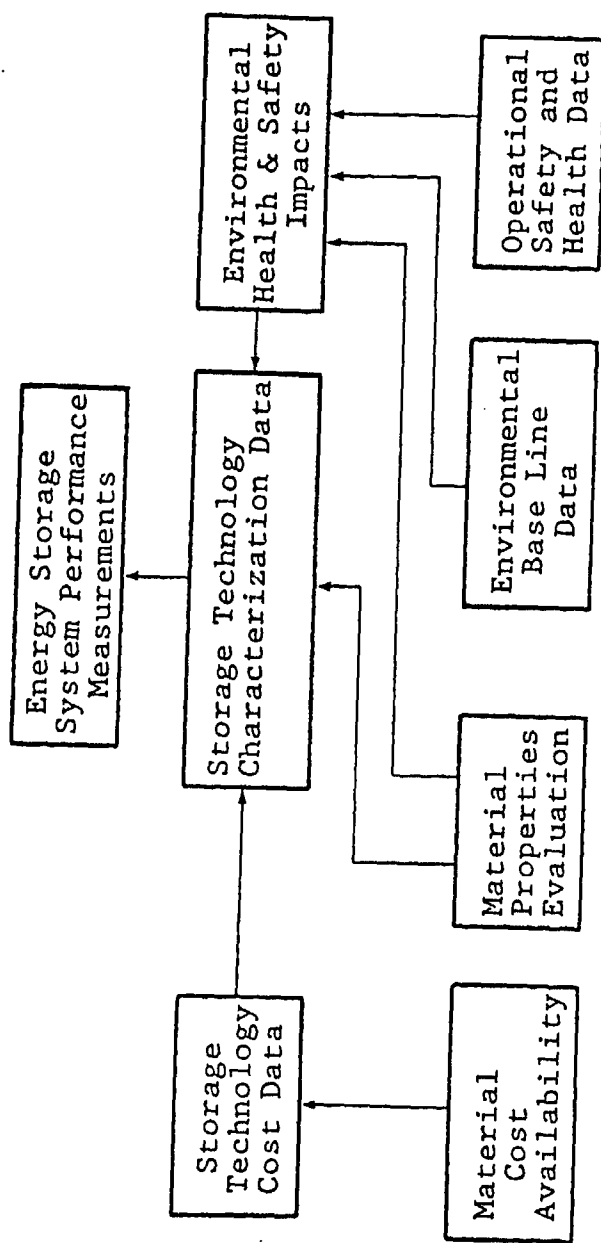 Energy Storage
System Performance
Measurements
Storage
Technology
Cost Data
Storage Technology
Characterization Data
Environmental
Health & Safety
Impacts
Material
Cost
Availability
Material
Properties
Evaluation
Environmental
Base Line
Data
Operational
Safety and
Health Data